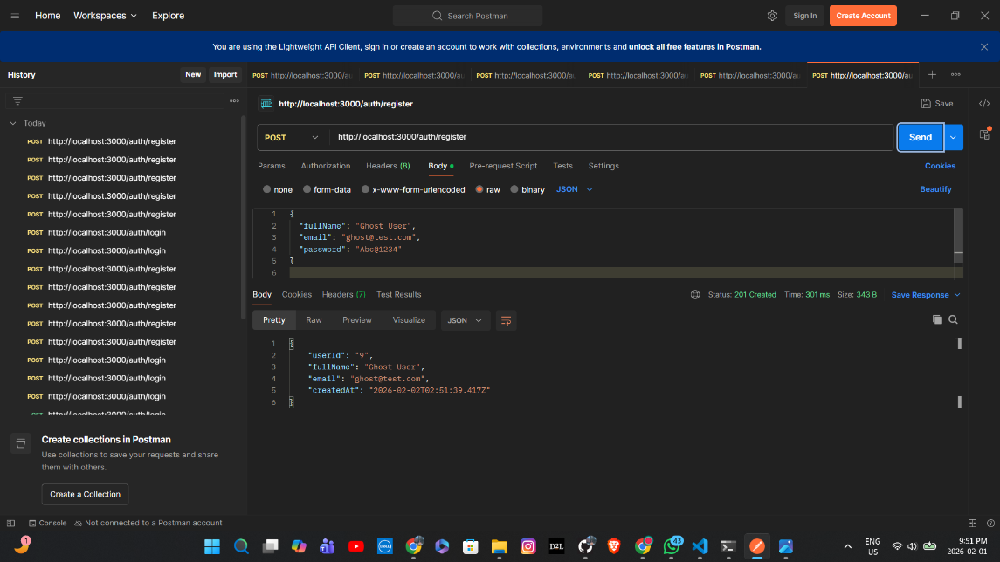 Home Workspaces Explore Search Postman Sign In Create Account
You are using the Lightweight API Client, sign in or create an account to work with collections, environments and unlock all free features in Postman.
History New Import
POST http://localhost:3000/au POST http://localhost:3000/au POST http://localhost:3000/au POST http://localhost:3000/au POST http://localhost:3000/au POST http://localhost:3000/au
HTTP http://localhost:3000/auth/register Save
Today
POST http://localhost:3000/auth/register
POST http://localhost:3000/auth/register
POST http://localhost:3000/auth/register
POST http://localhost:3000/auth/register
POST http://localhost:3000/auth/register
POST http://localhost:3000/auth/login
POST http://localhost:3000/auth/login
POST http://localhost:3000/auth/register
POST http://localhost:3000/auth/register
POST http://localhost:3000/auth/register
POST http://localhost:3000/auth/register
POST http://localhost:3000/auth/register
POST http://localhost:3000/auth/login
POST http://localhost:3000/auth/login
POST http://localhost:3000/auth/login
http://localhost:3000/auth/login
Create collections in Postman
Use collections to save your requests and share
them with others.
Create a Collection
POST http://localhost:3000/auth/register Send
Params Authorization Headers (8) Body Pre-request Script Tests Settings Cookies
none form-data x-www-form-urlencoded raw binary JSON Beautify
1 {
2 "fullName": "Ghost User",
3 "email": "ghost@test.com",
4 "password": "Abc@1234"
5 }
6
Body Cookies Headers (7) Test Results Status: 201 Created Time: 301 ms Size: 343 B Save Response
Pretty Raw Preview Visualize JSON
1 {
2 "userId": "9",
3 "fullName": "Ghost User",
4 "email": "ghost@test.com",
5 "createdAt": "2026-02-02T02:51:39.417Z"
6 }
Console Not connected to a Postman account
1 DELL D2L 43 ENG US 9:51 PM
2026-02-01